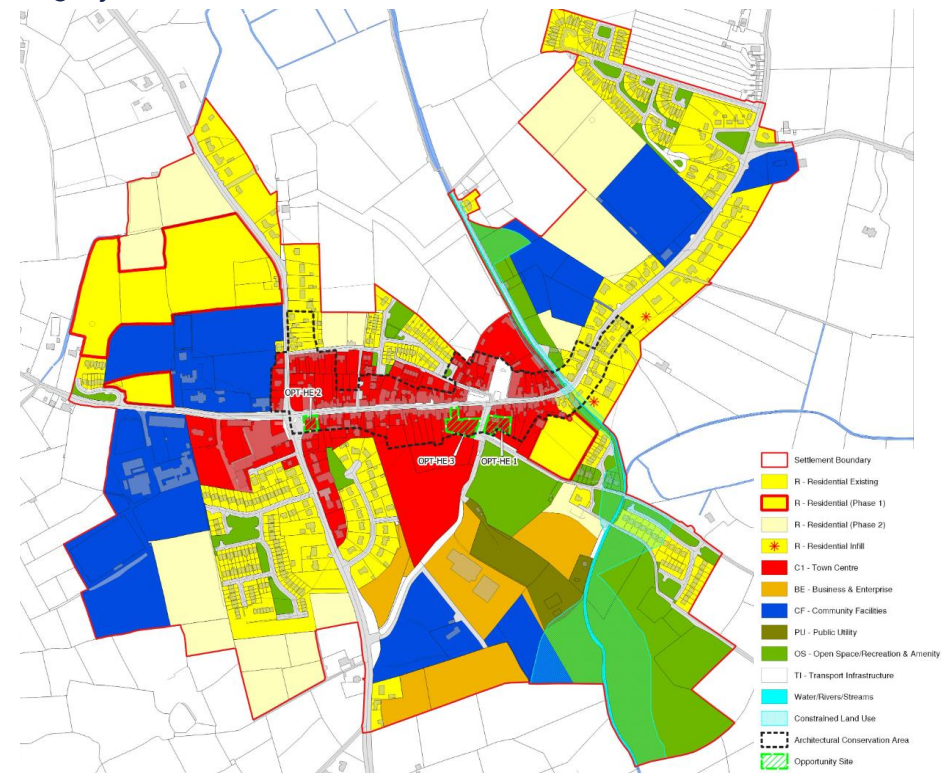 OPT-HE 2
OPT-HE 3
OPT-HE 1
Settlement Boundary
R - Residential Existing
R - Residential (Phase 1)
R - Residential (Phase 2)
R - Residential Infill
C1 - Town Centre
BE - Business & Enterprise
CF - Community Facilities
PU - Public Utility
OS - Open Space/Recreation & Amenity
TI - Transport Infrastructure
Water/Rivers/Streams
Constrained Land Use
Architectural Conservation Area
Opportunity Site